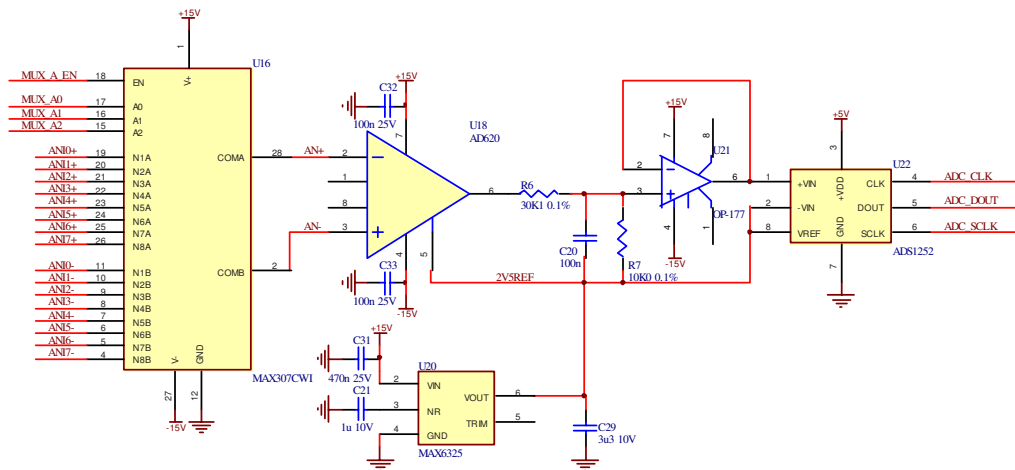 +15V
1
U16
MUX_A_EN 18 EN
V+
MUX_A0 17 A0
MUX_A1 16 A1
MUX_A2 15 A2
ANI0+ 19 N1A
ANI1+ 20 N2A
ANI2+ 21 N3A
ANI3+ 22 N4A
ANI4+ 23 N5A
ANI5+ 24 N6A
ANI6+ 25 N7A
ANI7+ 26 N8A
COMA 28 AN+
ANI0- 11 N1B
ANI1- 10 N2B
ANI2- 9 N3B
ANI3- 8 N4B
ANI4- 7 N5B
ANI5- 6 N6B
ANI6- 5 N7B
ANI7- 4 N8B
COMB 2 AN-
V-
GND
MAX307CWI
27
12
-15V
C32
+15V
100n 25V
7
U18
AD620
2
1
8
3
6
4
5
C33
100n 25V
-15V
R6
30K1 0.1%
C20
100n
R7
10K0 0.1%
2V5REF
+15V
7
8
U21
2
3
6
OP-177
4
1
-15V
+5V
3
U22
1 +VIN
2 -VIN
8 VREF
+VDD
GND
CLK 4 ADC_CLK
DOUT 5 ADC_DOUT
SCLK 6 ADC_SCLK
ADS1252
7
+15V
C31
470n 25V
C21
1u 10V
U20
2 VIN
3 NR
4 GND
VOUT 6
TRIM 5
MAX6325
C29
3u3 10V